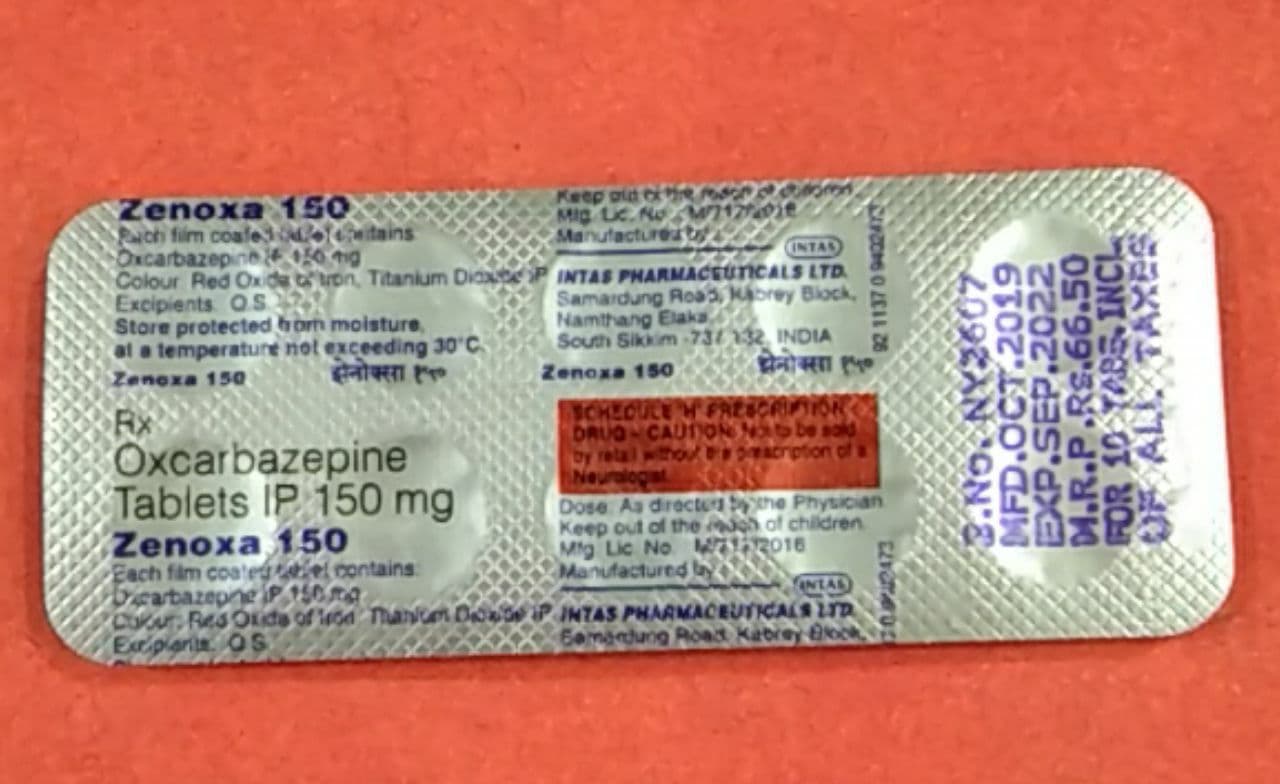 Zenoxa 150
Each film coated tablet contains
Oxcarbazepine IP 150 mg
Colour: Red Oxide of Iron, Titanium Dioxide IP
Excipients: Q.S.
Store protected from moisture,
at a temperature not exceeding 30°C.
Zenoxa 150 झेनोक्सा १५०
Rx
Oxcarbazepine
Tablets IP 150 mg
Zenoxa 150
Each film coated tablet contains:
Oxcarbazepine IP 150 mg
Colour: Red Oxide of Iron, Titanium Dioxide IP
Excipients: Q.S.
Keep out of the reach of children
Mfg. Lic. No.
Manufactured by
INTAS
INTAS PHARMACEUTICALS LTD.
Samardung Road, Kabrey Block,
Namthang Elaka
South Sikkim -737 132, INDIA
Zenoxa 150 झेनोक्सा १५०
SCHEDULE 'H' PRESCRIPTION
DRUG - CAUTION: Not to be sold
by retail without the prescription of a
Neurologist
Dose: As directed by the Physician
Keep out of the reach of children.
Mfg Lic No.
Manufactured by
INTAS
INTAS PHARMACEUTICALS LTD.
Samardung Road, Kabrey Block,
92 1137 0
B.No. NY2607
MFD.OCT.2019
EXP.SEP.2022
M.R.P.Rs.66.50
FOR 10 TABS.INCL.
OF ALL TAXES